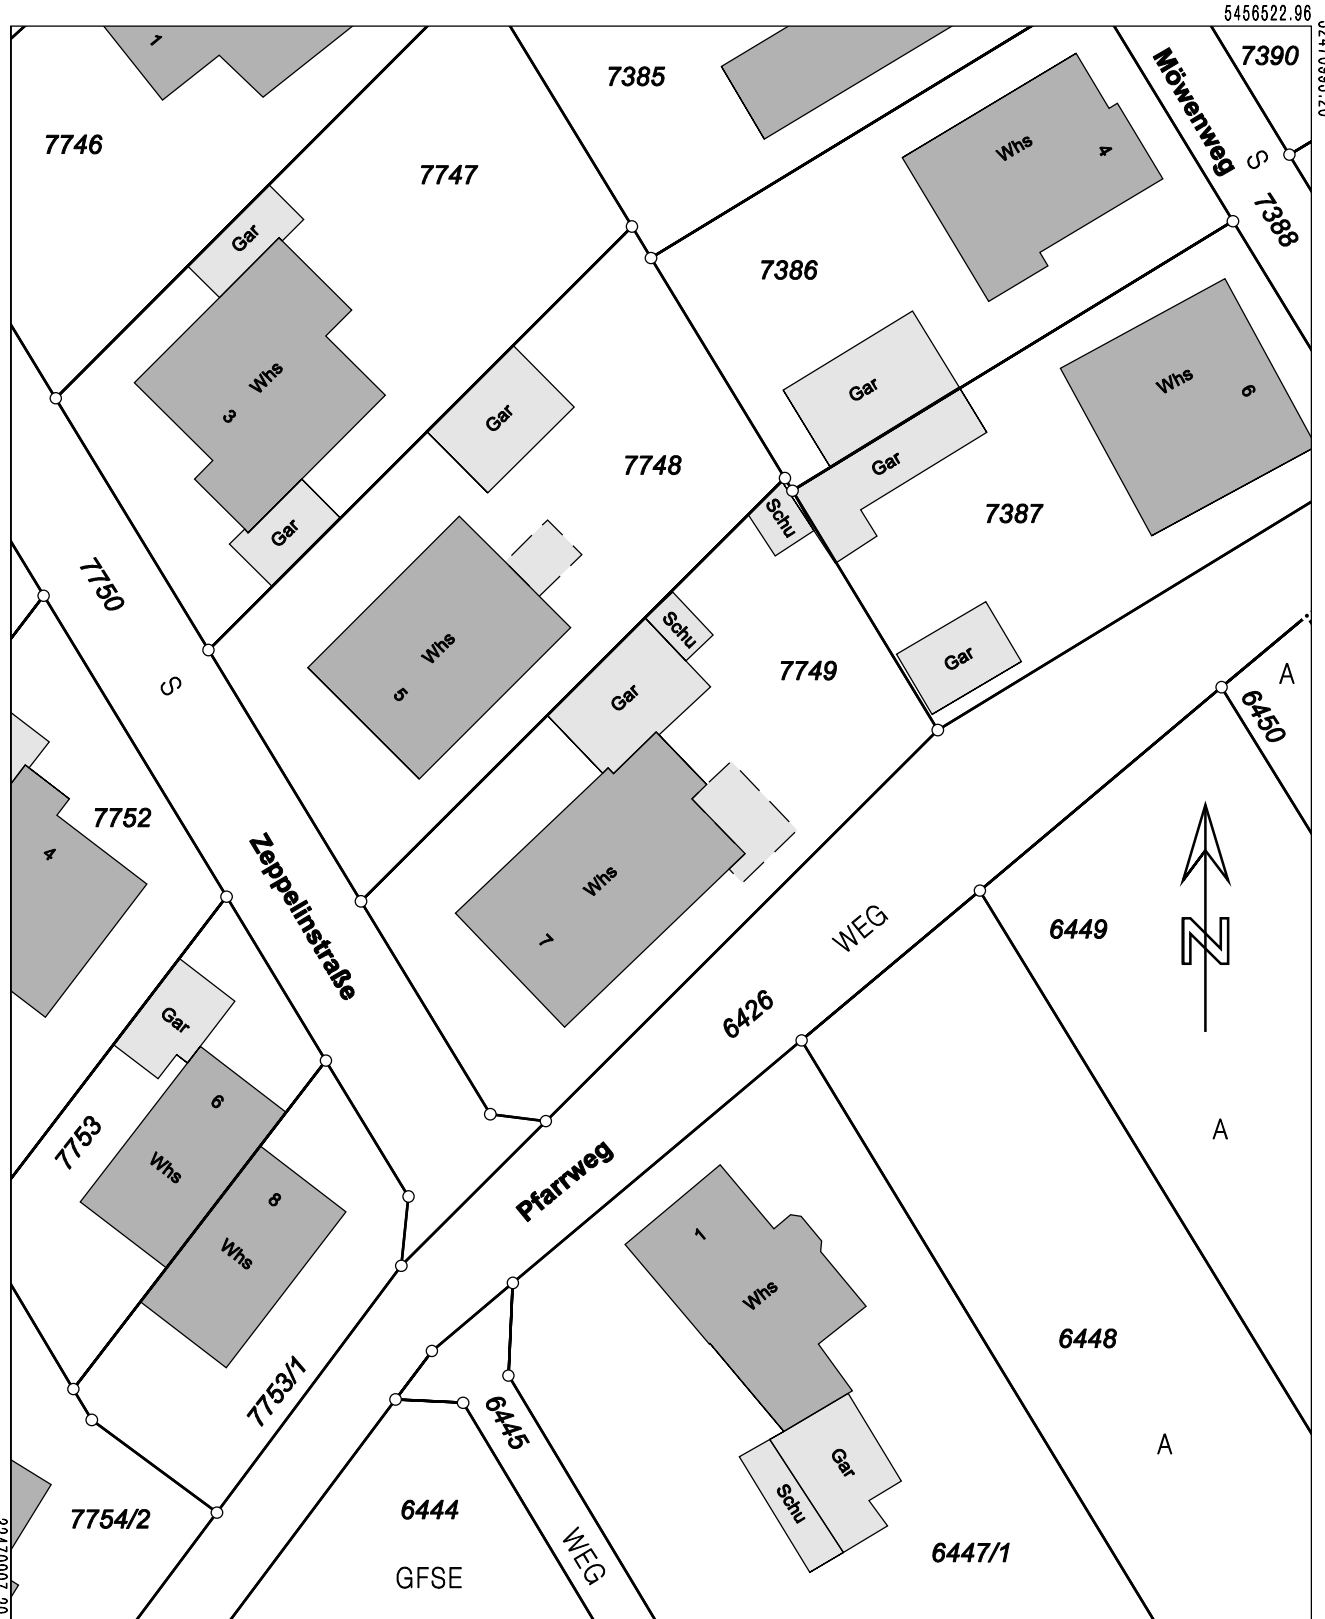 5456522.96
1
7385
7390
7746
7747
Möwenweg
Whs
4
S
7388
Gar
7386
Whs
3
Gar
Gar
Whs
6
Gar
7748
Gar
Schu
7387
Gar
7750
S
Whs
5
Schu
Gar
7749
Gar
A
6450
7752
4
Zeppelinstraße
Whs
7
WEG
6449
N
6426
Gar
6
Whs
7753
8
Whs
Pfarrweg
A
1
Whs
6448
7753/1
6445
A
Gar
Schu
7754/2
6444
GFSE
WEG
6447/1